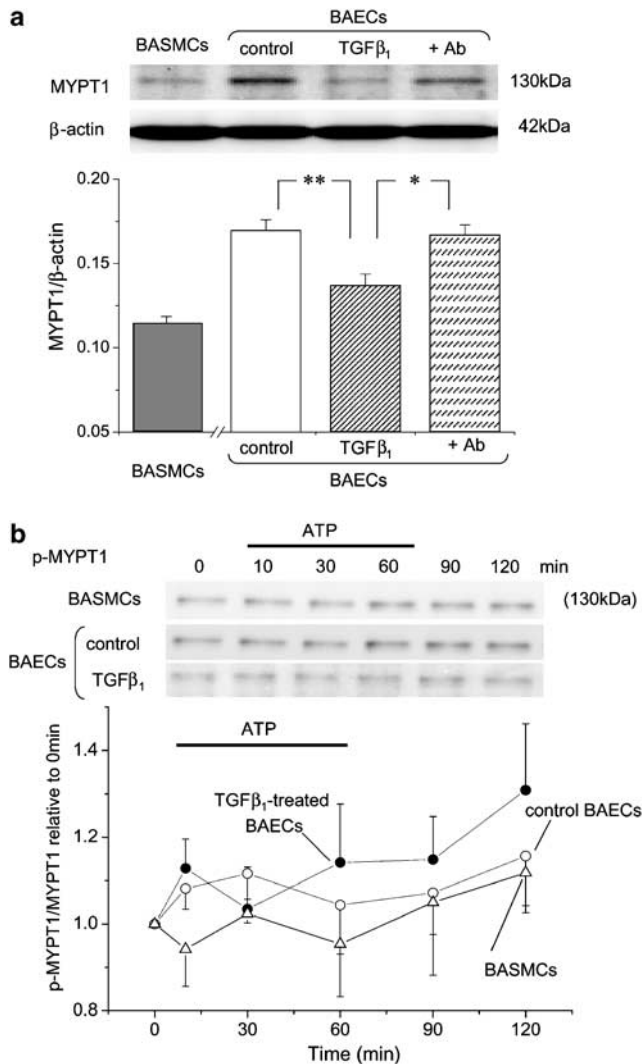 a
BAECs
BASMCs control TGFβ₁ + Ab
MYPT1 130kDa
β-actin 42kDa
0.20
** *
0.15
MYPT1/β-actin
0.10
0.05
control TGFβ₁ + Ab
BASMCs
BAECs
b
ATP
p-MYPT1 0 10 30 60 90 120 min
BASMCs (130kDa)
control
BAECs
TGFβ₁
ATP
1.4
TGFβ₁-treated
BAECs
control BAECs
1.2
p-MYPT1/MYPT1 relative to 0min
1.0
BASMCs
0.8
0 30 60 90 120
Time (min)